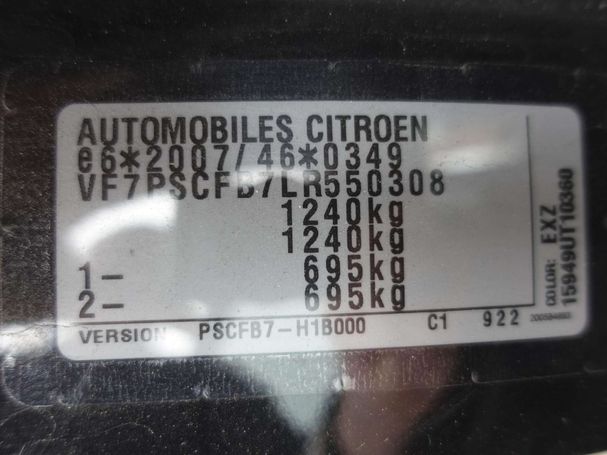 AUTOMOBILES CITROEN
e6*2007/46*0349
VF7PSCFB7LR550308
1240kg
1240kg
1- 695kg
2- 695kg
VERSION PSCFB7-H1B000 C1 922
COLOR: EXZ
15949UT10360